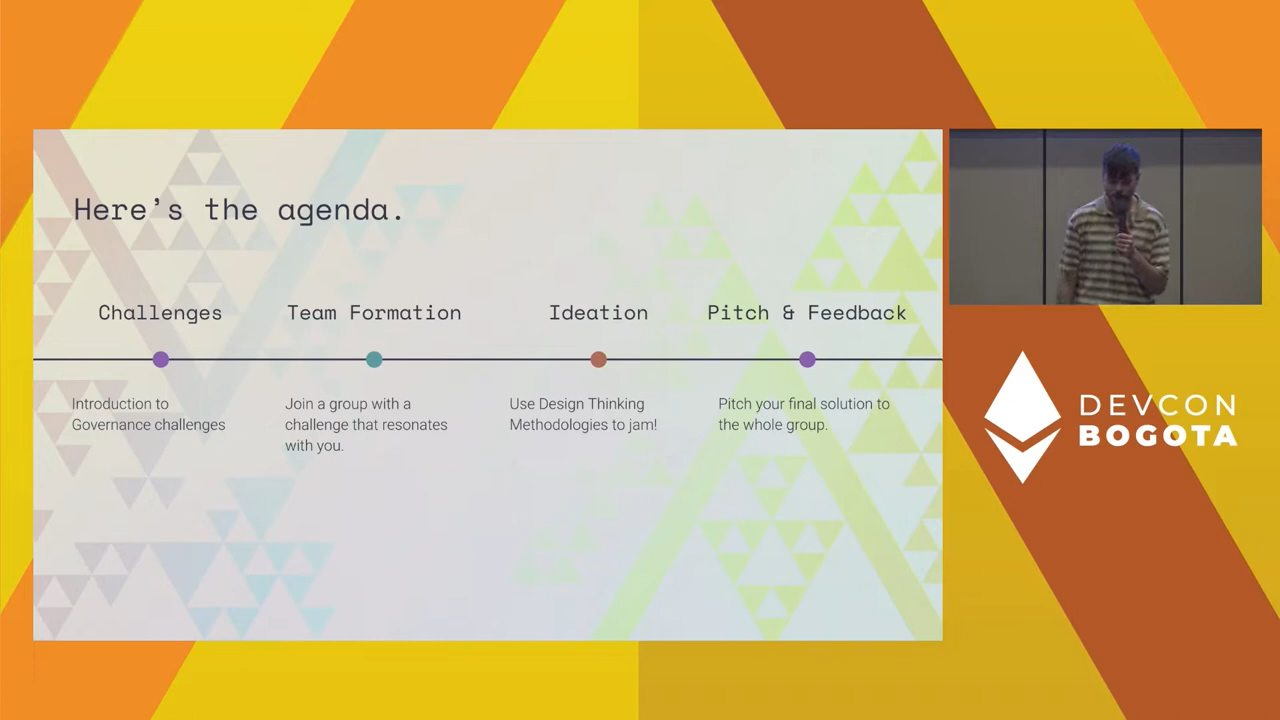 Here's the agenda.
Challenges
Introduction to
Governance challenges
Team Formation
Join a group with a
challenge that resonates
with you.
Ideation
Use Design Thinking
Methodologies to jam!
Pitch & Feedback
Pitch your final solution to
the whole group.
DEVCON
BOGOTA